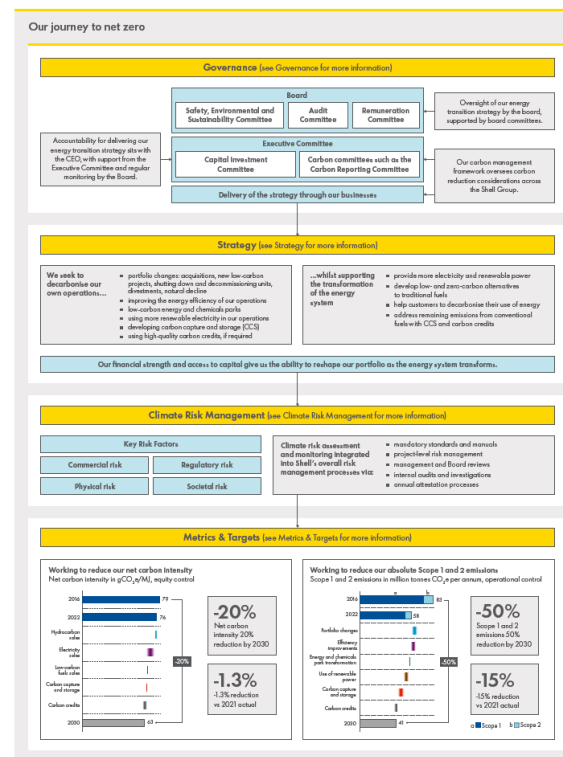 Our journey to net zero
Governance (see Governance for more information)
Board
Safety, Environmental and
Sustainability Committee
Audit
Committee
Remuneration
Committee
Oversight of our energy
transition strategy by the board,
supported by board committees.
Accountability for delivering our
energy transition strategy sits with
the CEO, with support from the
Executive Committee and regular
monitoring by the Board.
Executive Committee
Capital Investment
Committee
Carbon committees such as the
Carbon Reporting Committee
Our carbon management
framework oversees carbon
reduction considerations across
the Shell Group.
Delivery of the strategy through our businesses
Strategy (see Strategy for more information)
We seek to
decarbonise our
own operations...
■ portfolio changes: acquisitions, new low-carbon
projects, shutting down and decommissioning units,
divestments, natural decline
■ improving the energy efficiency of our operations
■ low-carbon energy and chemicals parks
■ using more renewable electricity in our operations
■ developing carbon capture and storage (CCS)
■ using high-quality carbon credits, if required
...whilst supporting
the transformation
of the energy
system
■ provide more electricity and renewable power
■ develop low- and zero-carbon alternatives
to traditional fuels
■ help customers to decarbonise their use of energy
■ address remaining emissions from conventional
fuels with CCS and carbon credits
Our financial strength and access to capital give us the ability to reshape our portfolio as the energy system transforms.
Climate Risk Management (see Climate Risk Management for more information)
Key Risk Factors
Commercial risk
Regulatory risk
Physical risk
Societal risk
Climate risk assessment
and monitoring integrated
into Shell's overall risk
management processes via:
■ mandatory standards and manuals
■ project-level risk management
■ management and Board reviews
■ internal audits and investigations
■ annual attestation processes
Metrics & Targets (see Metrics & Targets for more information)
Working to reduce our net carbon intensity
Net carbon intensity in gCO₂e/MJ, equity control
2016
79
2022
76
Hydrocarbon
sales
Electricity
sales
Low-carbon
fuels sales
Carbon capture
and storage
Carbon credits
2030
63
-20%
-20%
Net carbon
intensity 20%
reduction by 2030
-1.3%
-1.3% reduction
vs 2021 actual
Working to reduce our absolute Scope 1 and 2 emissions
Scope 1 and 2 emissions in million tonnes CO₂e per annum, operational control
a
b
2016
83
2022
58
Portfolio changes
Efficiency
improvements
Energy and chemicals
park transformation
Use of renewable
power
Carbon capture
and storage
Carbon credits
2030
41
-50%
-50%
Scope 1 and 2
emissions 50%
reduction by 2030
-15%
-15% reduction
vs 2021 actual
a Scope 1 b Scope 2